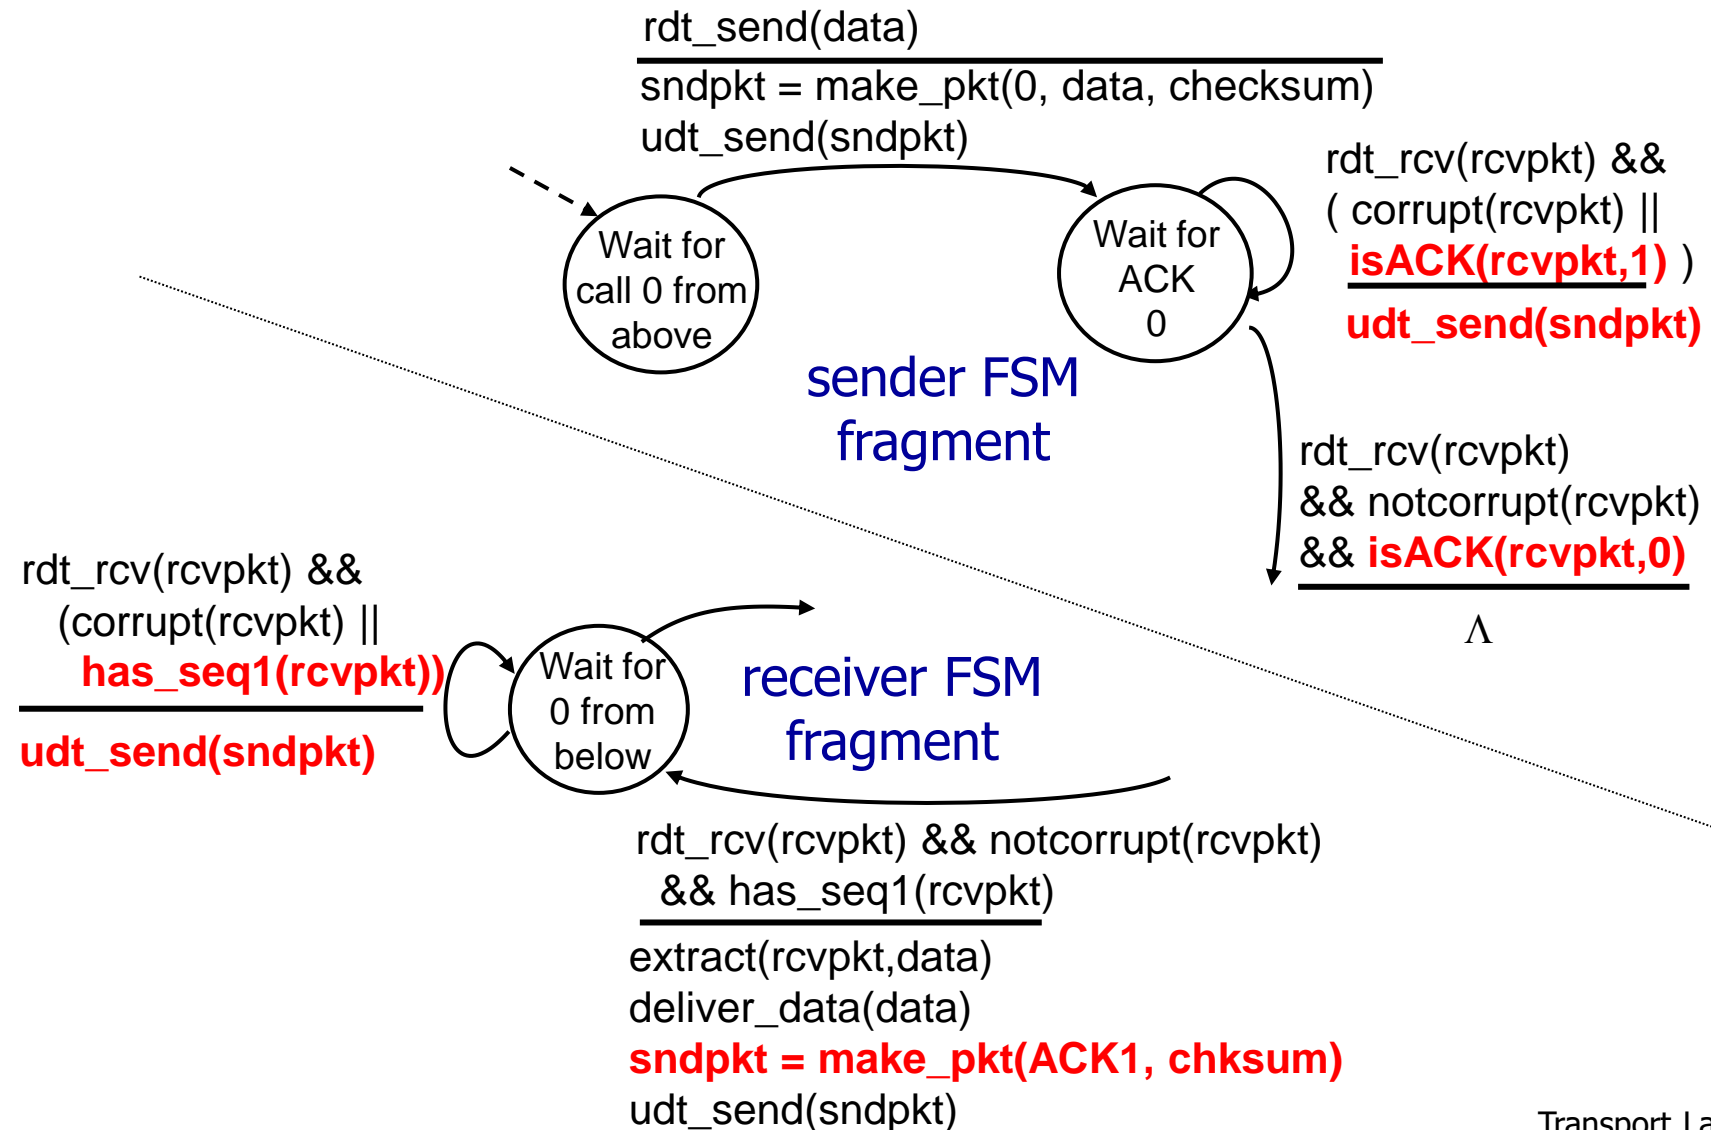 rdt_send(data)
sndpkt = make_pkt(0, data, checksum)
udt_send(sndpkt)
rdt_rcv(rcvpkt) &&
( corrupt(rcvpkt) ||
isACK(rcvpkt,1) )
udt_send(sndpkt)
Wait for
call 0 from
above
Wait for
ACK
0
sender FSM
fragment
rdt_rcv(rcvpkt)
&& notcorrupt(rcvpkt)
&& isACK(rcvpkt,0)
Λ
rdt_rcv(rcvpkt) &&
(corrupt(rcvpkt) ||
has_seq1(rcvpkt))
udt_send(sndpkt)
Wait for
0 from
below
receiver FSM
fragment
rdt_rcv(rcvpkt) && notcorrupt(rcvpkt)
&& has_seq1(rcvpkt)
extract(rcvpkt,data)
deliver_data(data)
sndpkt = make_pkt(ACK1, chksum)
udt_send(sndpkt)
Transport La